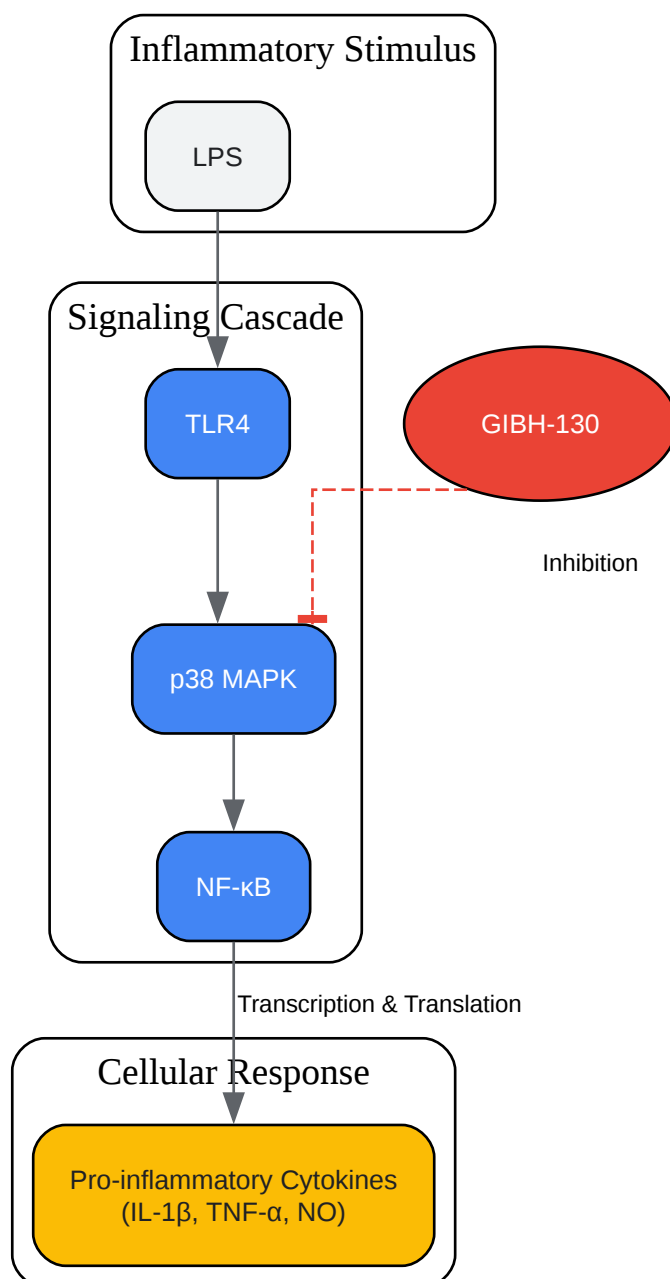 Inflammatory Stimulus
LPS
Signaling Cascade
TLR4
GIBH-130
Inhibition
p38 MAPK
NF-κB
Transcription & Translation
Cellular Response
Pro-inflammatory Cytokines
(IL-1β, TNF-α, NO)